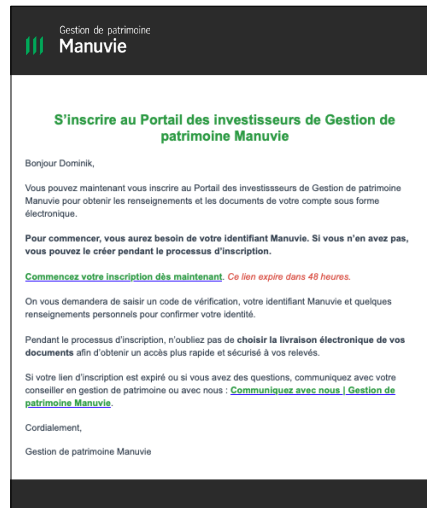 Gestion de patrimoine
Manuvie
S'inscrire au Portail des investisseurs de Gestion de
patrimoine Manuvie
Bonjour Dominik,
Vous pouvez maintenant vous inscrire au Portail des investissseurs de Gestion de patrimoine
Manuvie pour obtenir les renseignements et les documents de votre compte sous forme
électronique.
Pour commencer, vous aurez besoin de votre identifiant Manuvie. Si vous n'en avez pas,
vous pouvez le créer pendant le processus d'inscription.
Commencez votre inscription dès maintenant. Ce lien expire dans 48 heures.
On vous demandera de saisir un code de vérification, votre identifiant Manuvie et quelques
renseignements personnels pour confirmer votre identité.
Pendant le processus d'inscription, n'oubliez pas de choisir la livraison électronique de vos
documents afin d'obtenir un accès plus rapide et sécurisé à vos relevés.
Si votre lien d'inscription est expiré ou si vous avez des questions, communiquez avec votre
conseiller en gestion de patrimoine ou avec nous : Communiquez avec nous | Gestion de
patrimoine Manuvie.
Cordialement,
Gestion de patrimoine Manuvie